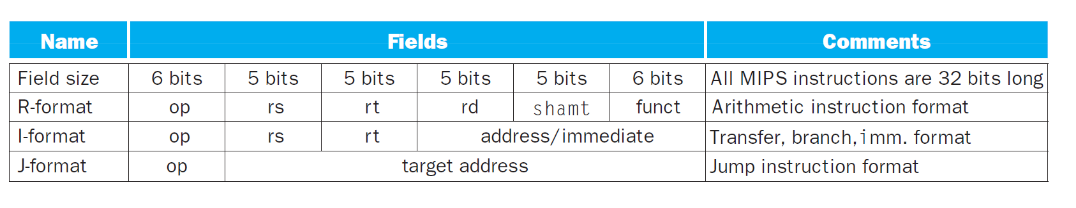 Name Fields Comments
Field size 6 bits 5 bits 5 bits 5 bits 5 bits 6 bits All MIPS instructions are 32 bits long
R-format op rs rt rd shamt funct Arithmetic instruction format
I-format op rs rt address/immediate Transfer, branch,imm. format
J-format op target address Jump instruction format